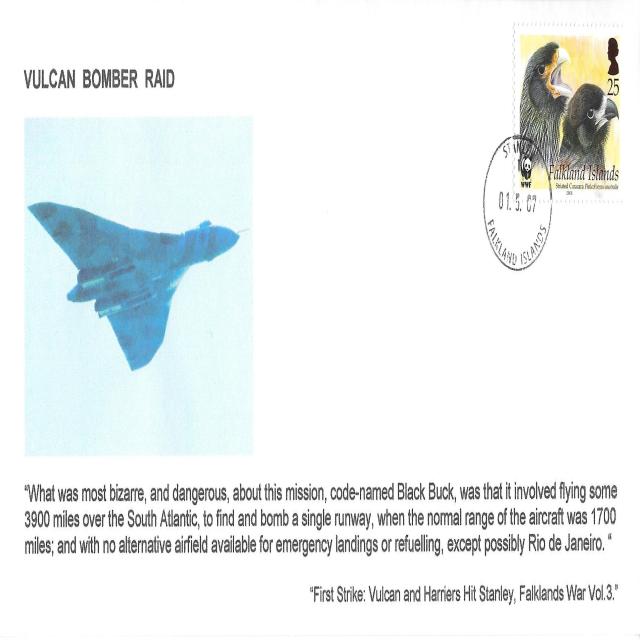 VULCAN BOMBER RAID
25
Falkland Islands
Striated Caracara Phalcoboenus australis
WWF
STANLEY
01.5.07
FALKLAND ISLANDS
"What was most bizarre, and dangerous, about this mission, code-named Black Buck, was that it involved flying some
3900 miles over the South Atlantic, to find and bomb a single runway, when the normal range of the aircraft was 1700
miles; and with no alternative airfield available for emergency landings or refuelling, except possibly Rio de Janeiro. "
"First Strike: Vulcan and Harriers Hit Stanley, Falklands War Vol.3."